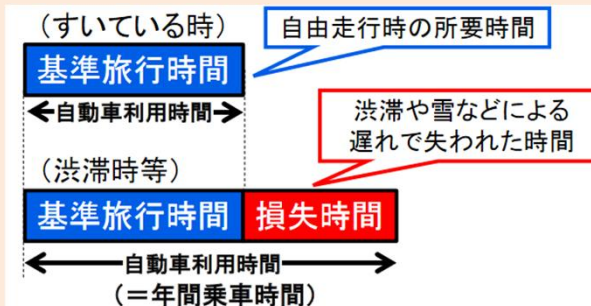 （すいている時）
自由走行時の所要時間
基準旅行時間
自動車利用時間
渋滞や雪などによる
遅れで失われた時間
（渋滞時等）
基準旅行時間
損失時間
自動車利用時間
（＝年間乗車時間）